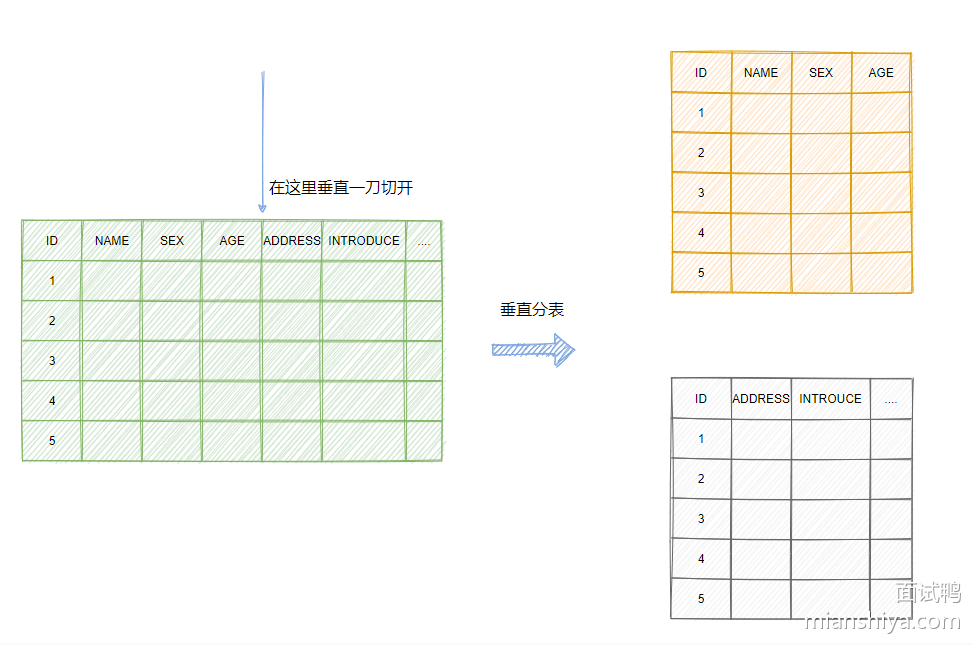 在这里垂直一刀切开
ID NAME SEX AGE ADDRESS INTRODUCE ....
1
2
3
4
5
垂直分表
ID NAME SEX AGE
1
2
3
4
5
ID ADDRESS INTROUCE ....
1
2
3
4
5
面试鸭
mianshiya.com